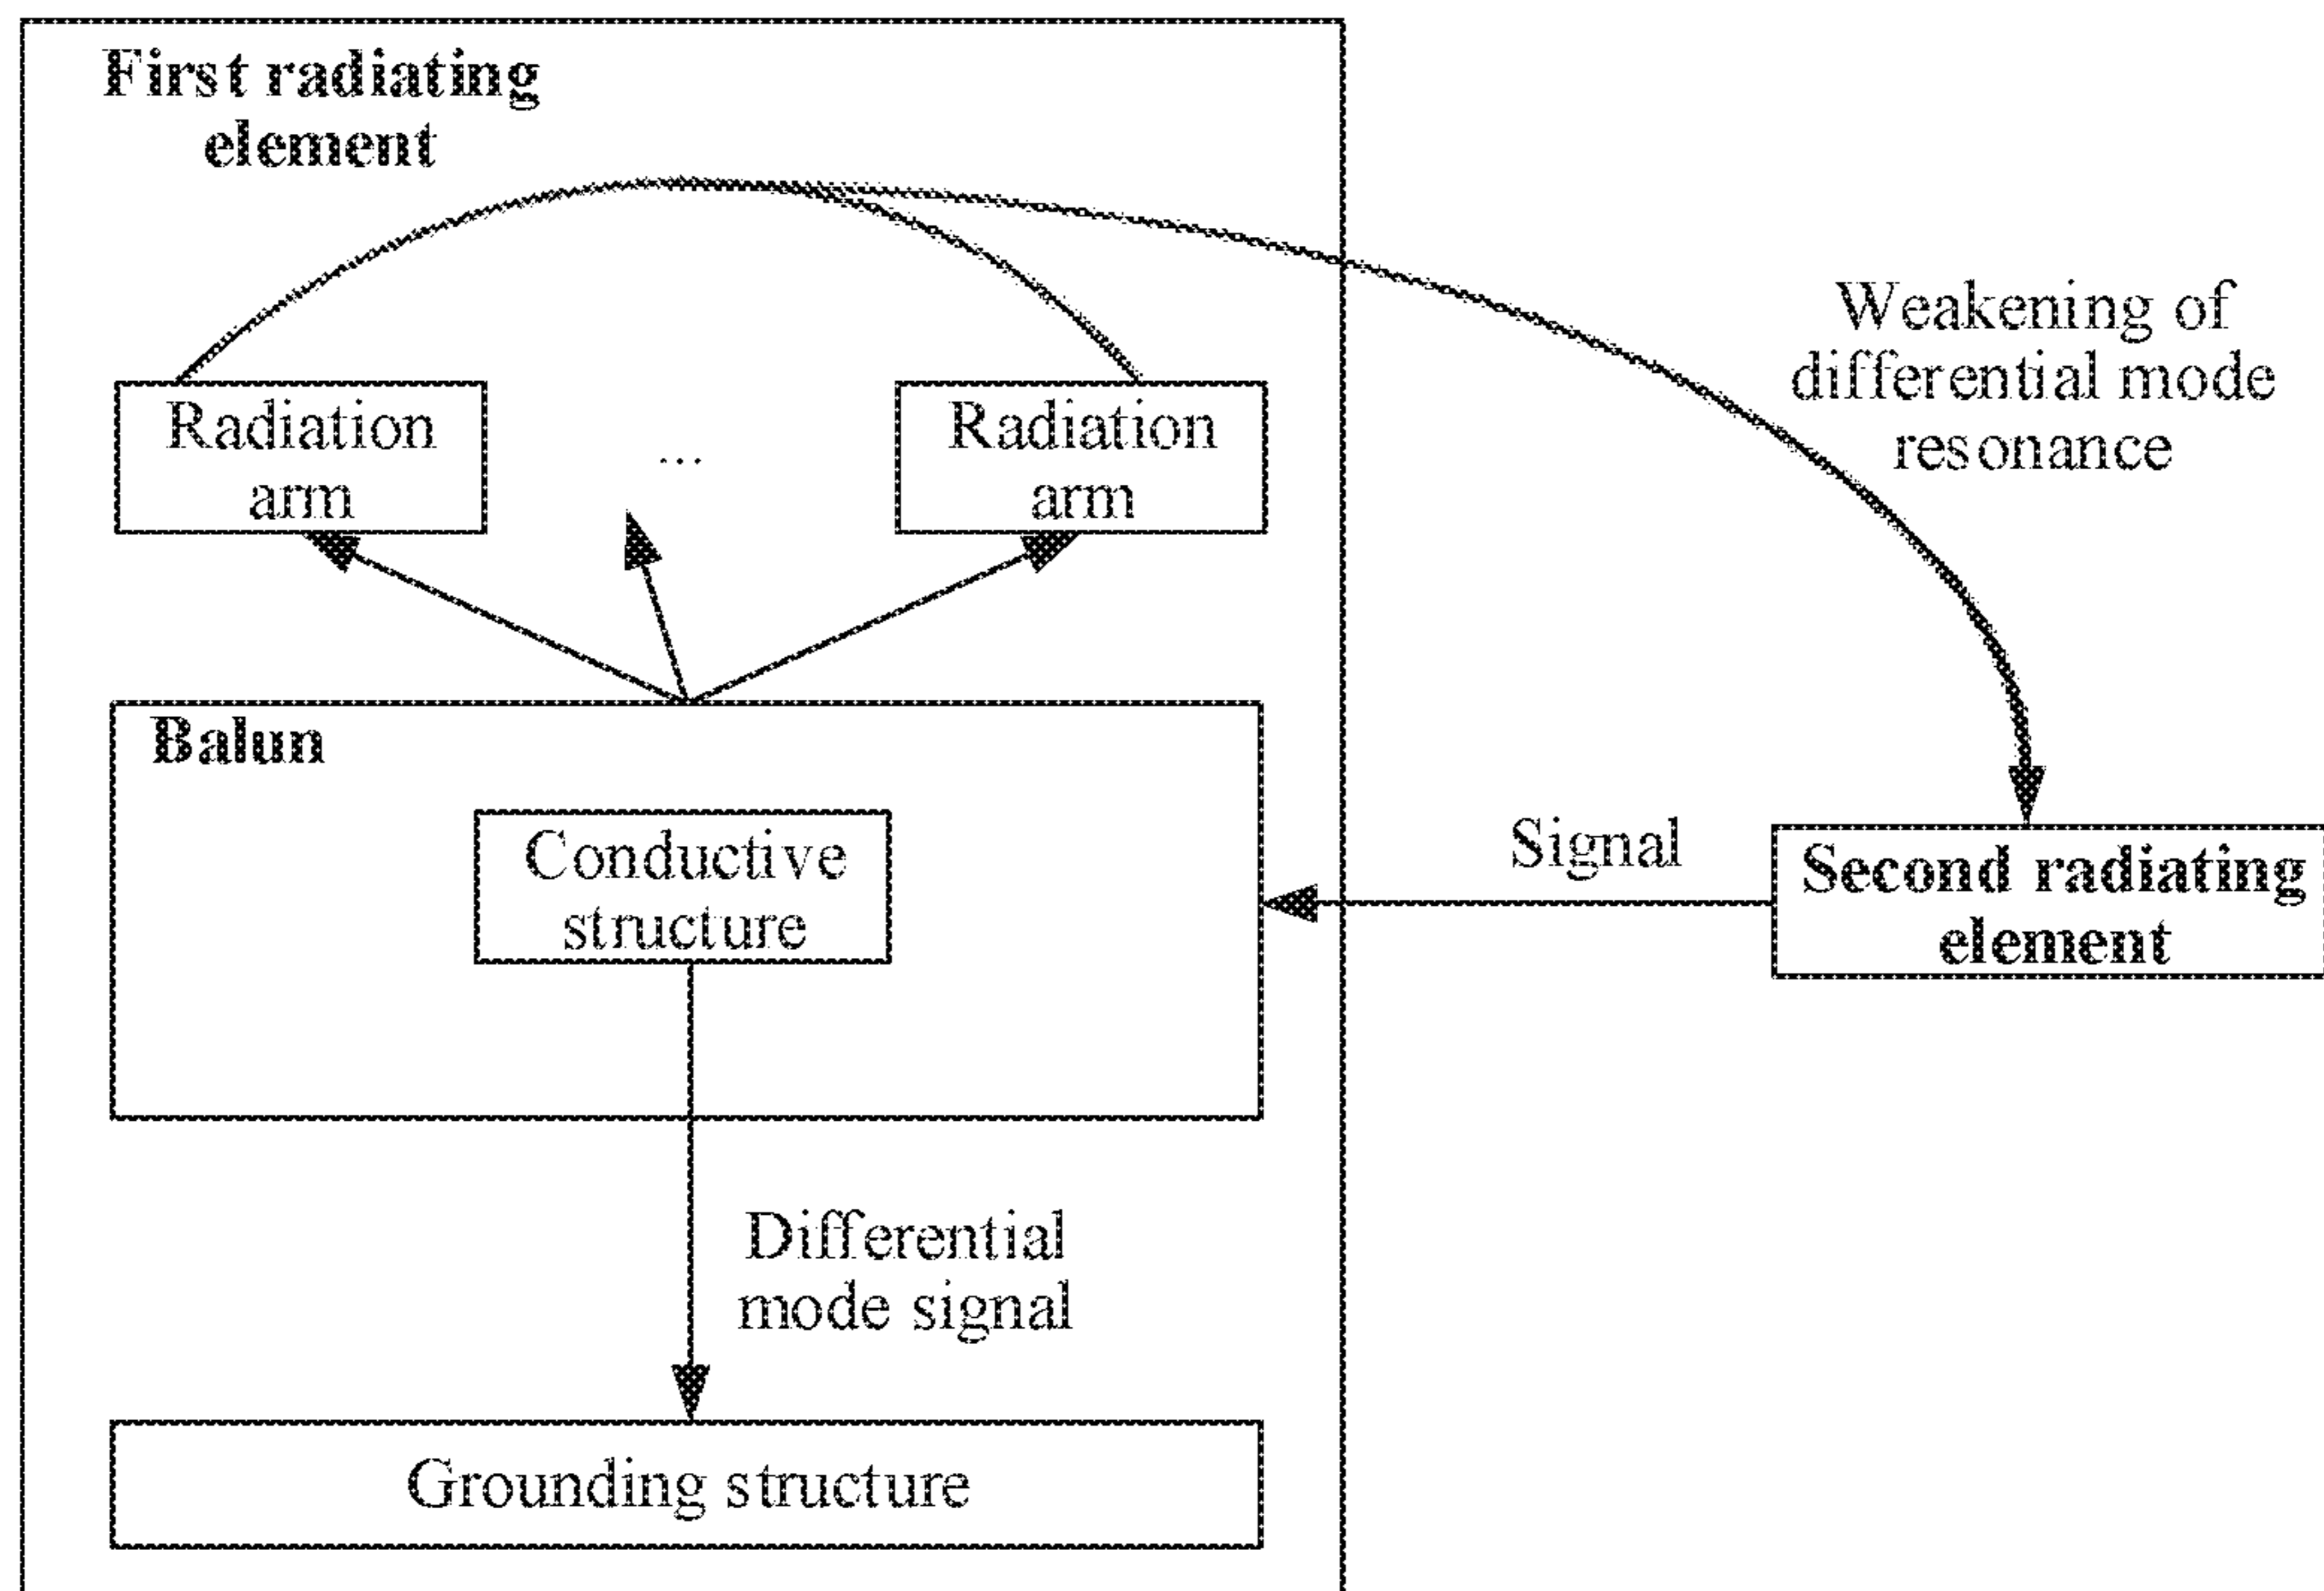 First radiating
element
Weakening of
differential mode
resonance
Radiation
arm
...
Radiation
arm
Balun
Conductive
structure
Signal
Second radiating
element
Differential
mode signal
Grounding structure